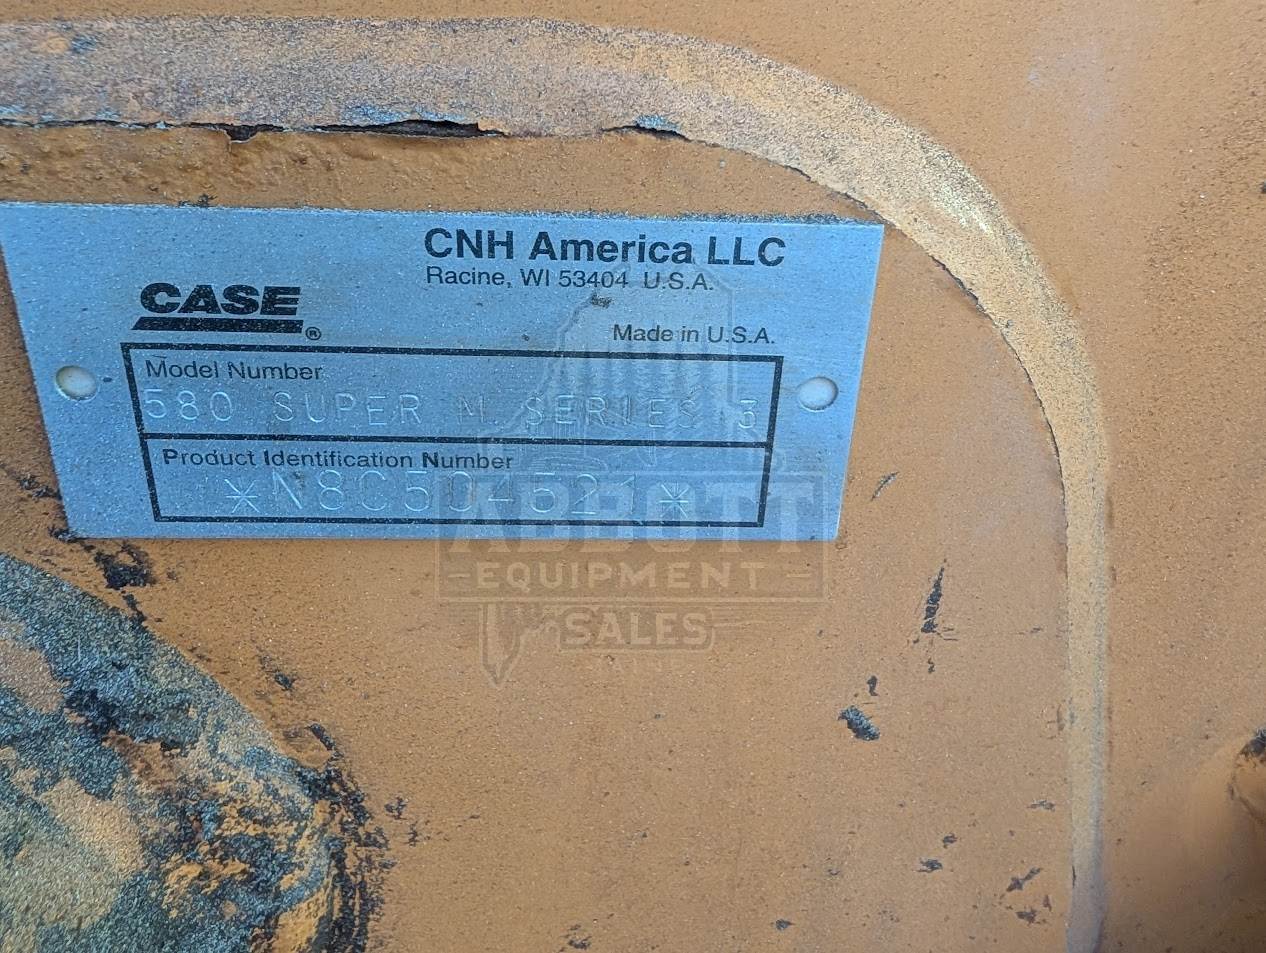 CNH America LLC
Racine, WI 53404 U.S.A.
CASE
®
Made in U.S.A.
Model Number
580 SUPER M SERIES 3
Product Identification Number
*N8C504521*
ABBOTT
EQUIPMENT
SALES
MAINE